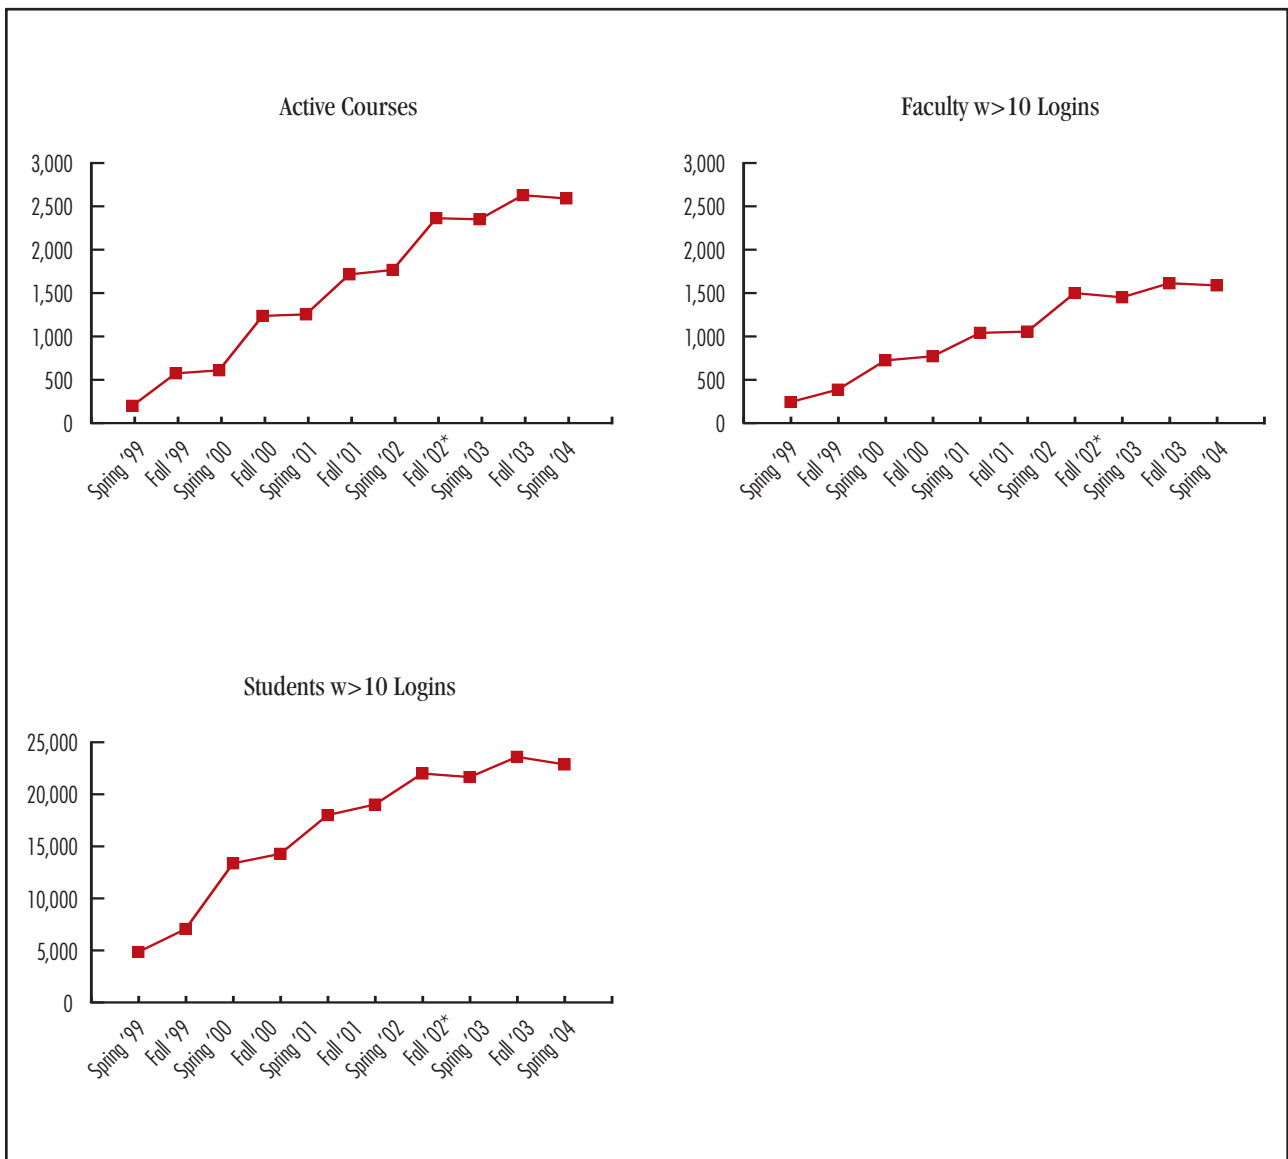 Active Courses
3,000
2,500
2,000
1,500
1,000
500
0
Spring '99
Fall '99
Spring '00
Fall '00
Spring '01
Fall '01
Spring '02
Fall '02*
Spring '03
Fall '03
Spring '04
Faculty w>10 Logins
3,000
2,500
2,000
1,500
1,000
500
0
Spring '99
Fall '99
Spring '00
Fall '00
Spring '01
Fall '01
Spring '02
Fall '02*
Spring '03
Fall '03
Spring '04
Students w>10 Logins
25,000
20,000
15,000
10,000
5,000
0
Spring '99
Fall '99
Spring '00
Fall '00
Spring '01
Fall '01
Spring '02
Fall '02*
Spring '03
Fall '03
Spring '04